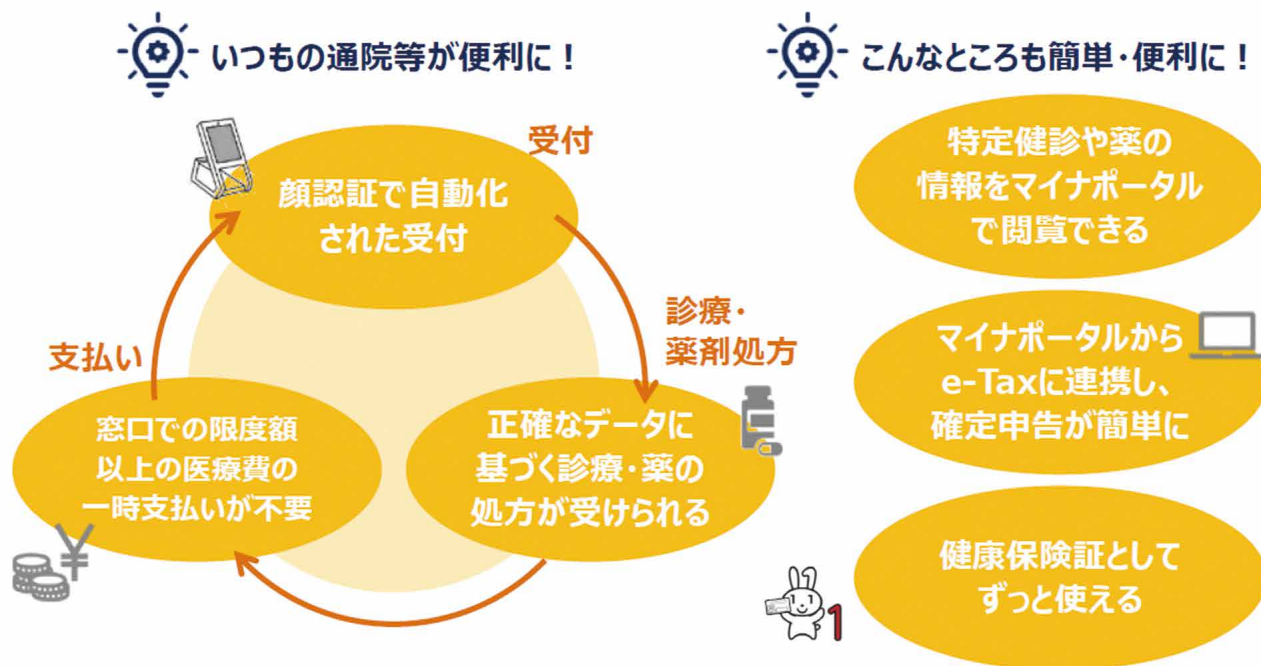 いつもの通院等が便利に！
受付
顔認証で自動化
された受付
診療・
薬剤処方
正確なデータに
基づく診療・薬の
処方が受けられる
支払い
窓口での限度額
以上の医療費の
一時支払いが不要
¥
こんなところも簡単・便利に！
特定健診や薬の
情報をマイナポータル
で閲覧できる
マイナポータルから
e-Taxに連携し、
確定申告が簡単に
健康保険証として
ずっと使える
1